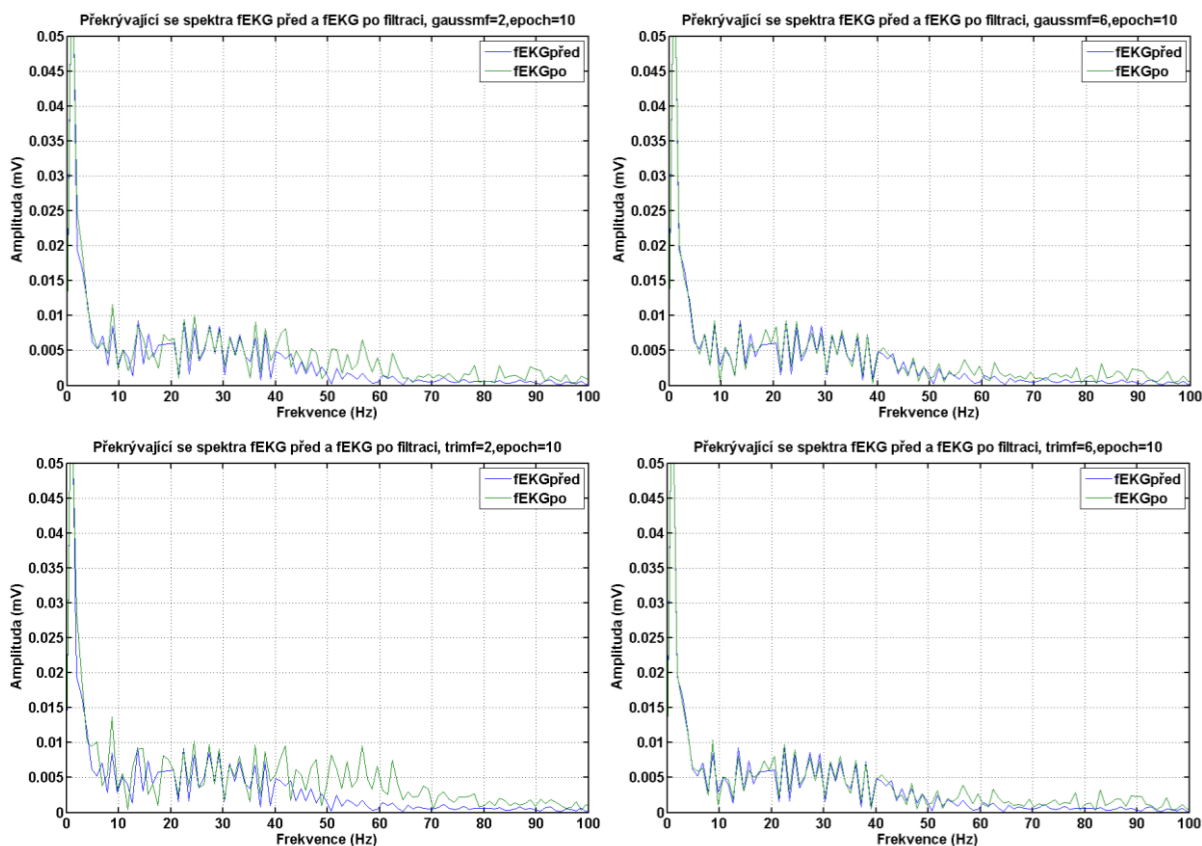 Překrývající se spektra fEKG před a fEKG po filtraci, gaussmf=2,epoch=10
0.05
0.045
0.04
0.035
0.03
0.025
0.02
0.015
0.01
0.005
0
Amplituda (mV)
fEKGpřed
fEKGpo
0 10 20 30 40 50 60 70 80 90 100
Frekvence (Hz)
Překrývající se spektra fEKG před a fEKG po filtraci, gaussmf=6,epoch=10
0.05
0.045
0.04
0.035
0.03
0.025
0.02
0.015
0.01
0.005
0
Amplituda (mV)
fEKGpřed
fEKGpo
0 10 20 30 40 50 60 70 80 90 100
Frekvence (Hz)
Překrývající se spektra fEKG před a fEKG po filtraci, trimf=2,epoch=10
0.05
0.045
0.04
0.035
0.03
0.025
0.02
0.015
0.01
0.005
0
Amplituda (mV)
fEKGpřed
fEKGpo
0 10 20 30 40 50 60 70 80 90 100
Frekvence (Hz)
Překrývající se spektra fEKG před a fEKG po filtraci, trimf=6,epoch=10
0.05
0.045
0.04
0.035
0.03
0.025
0.02
0.015
0.01
0.005
0
Amplituda (mV)
fEKGpřed
fEKGpo
0 10 20 30 40 50 60 70 80 90 100
Frekvence (Hz)